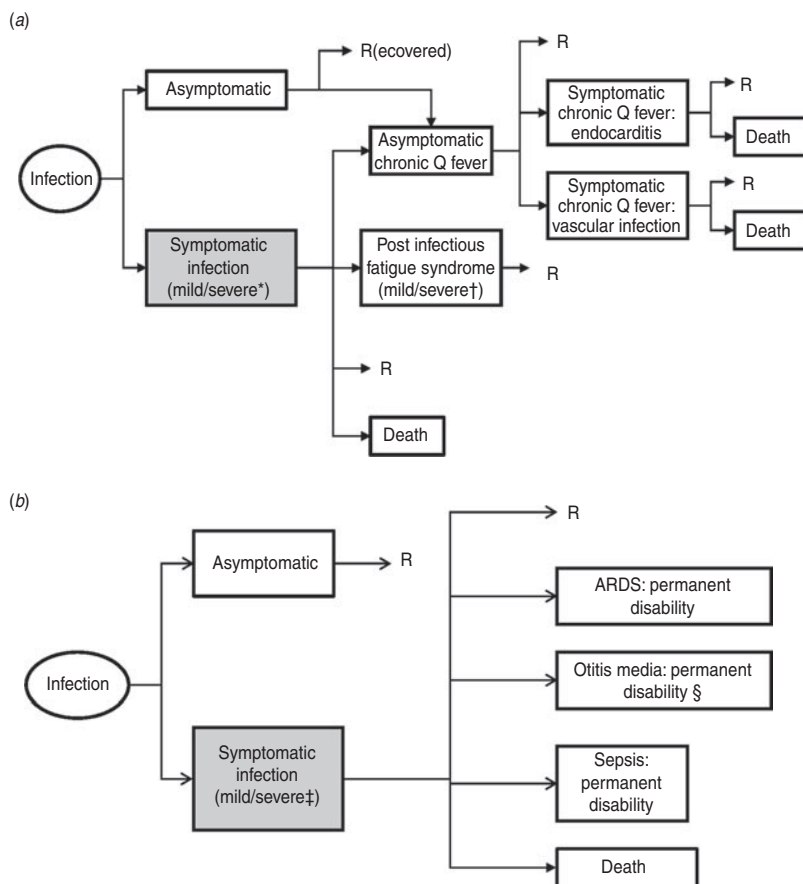 (a)
R(ecovered)
R
Asymptomatic
Symptomatic
chronic Q fever:
endocarditis
R
Death
Asymptomatic
chronic Q fever
Infection
Symptomatic
chronic Q fever:
vascular infection
R
Death
Symptomatic
infection
(mild/severe*)
Post infectious
fatigue syndrome
(mild/severe†)
R
R
Death
(b)
R
Asymptomatic
R
ARDS: permanent
disability
Infection
Otitis media: permanent
disability §
Symptomatic
infection
(mild/severe‡)
Sepsis:
permanent
disability
Death